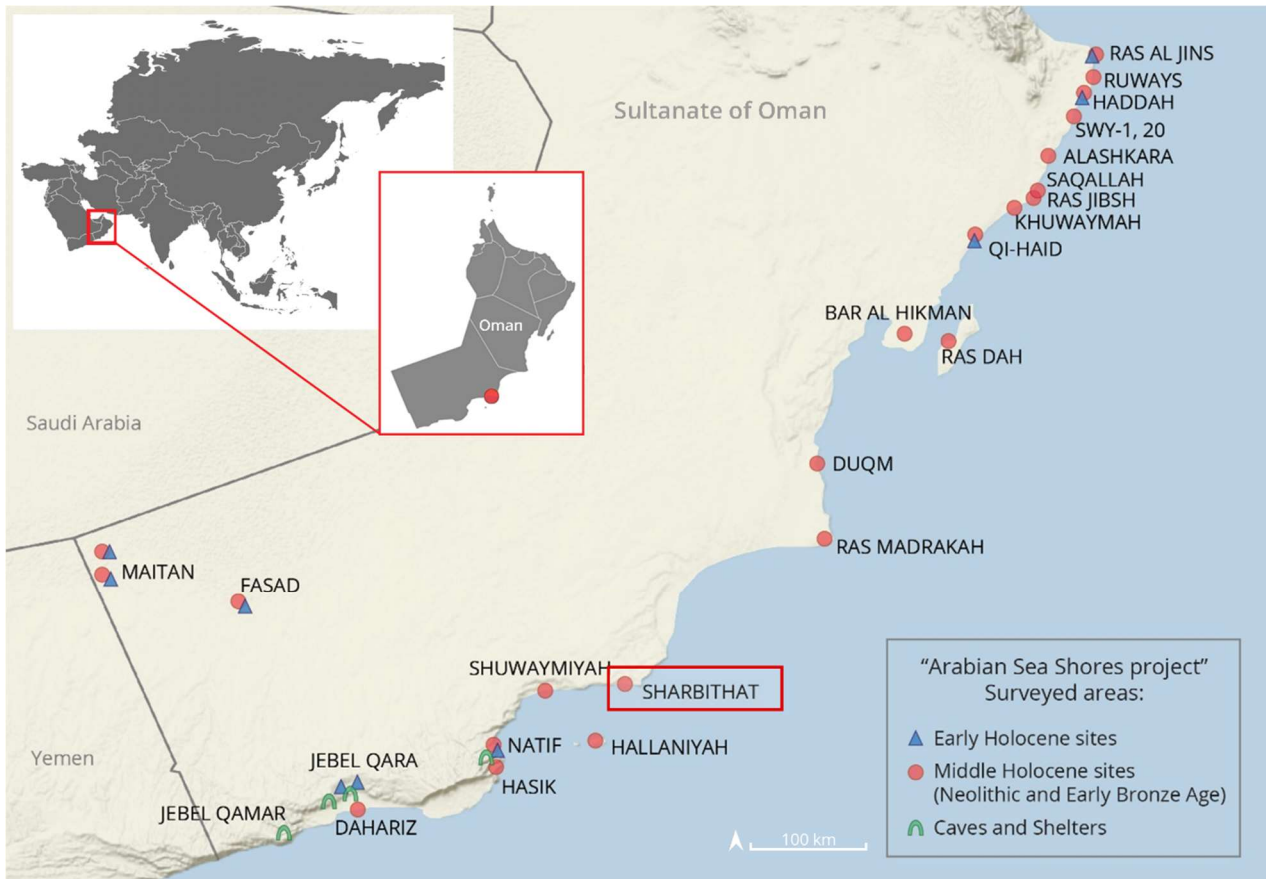 Sultanate of Oman
RAS AL JINS
RUWAYS
HADDAH
SWY-1, 20
ALASHKARA
SAQALLAH
RAS JIBSH
KHUWAYMAH
QI-HAID
BAR AL HIKMAN
Oman
RAS DAH
Saudi Arabia
DUQM
RAS MADRAKAH
MAITAN
FASAD
SHUWAYMIYAH
SHARBITHAT
NATIF
HALLANIYAH
Yemen
JEBEL QARA
HASIK
JEBEL QAMAR
DAHARIZ
100 km
“Arabian Sea Shores project”
Surveyed areas:
Early Holocene sites
Middle Holocene sites
(Neolithic and Early Bronze Age)
Caves and Shelters